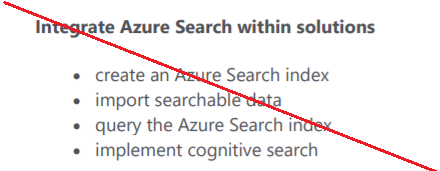 Integrate Azure Search within solutions
• create an Azure Search index
• import searchable data
• query the Azure Search index
• implement cognitive search